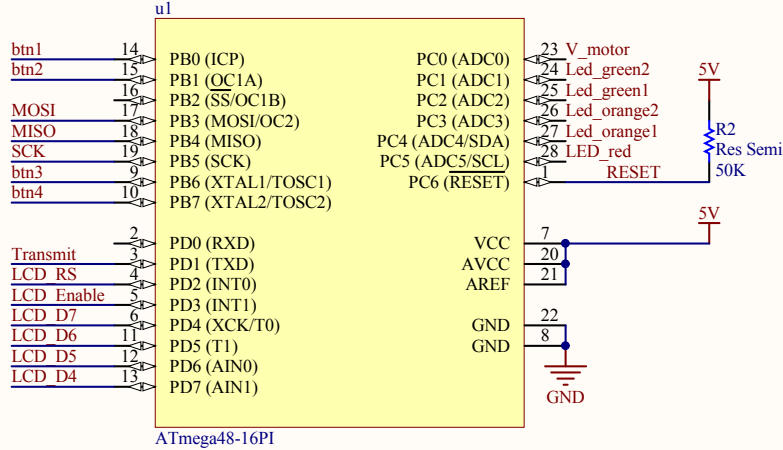 u1
btn1 14 PB0 (ICP) PC0 (ADC0) 23 V_motor
btn2 15 PB1 (OC1A) PC1 (ADC1) 24 Led_green2 5V
16 PB2 (SS/OC1B) PC2 (ADC2) 25 Led_green1
MOSI 17 PB3 (MOSI/OC2) PC3 (ADC3) 26 Led_orange2
MISO 18 PB4 (MISO) PC4 (ADC4/SDA) 27 Led_orange1 R2
SCK 19 PB5 (SCK) PC5 (ADC5/SCL) 28 LED_red Res Semi
btn3 9 PB6 (XTAL1/TOSC1) PC6 (RESET) 1 RESET 50K
btn4 10 PB7 (XTAL2/TOSC2)
5V
2 PD0 (RXD) VCC 7
Transmit 3 PD1 (TXD) AVCC 20
LCD_RS 4 PD2 (INT0) AREF 21
LCD_Enable 5 PD3 (INT1)
LCD_D7 6 PD4 (XCK/T0) GND 22
LCD_D6 11 PD5 (T1) GND 8
LCD_D5 12 PD6 (AIN0)
LCD_D4 13 PD7 (AIN1)
GND
ATmega48-16PI